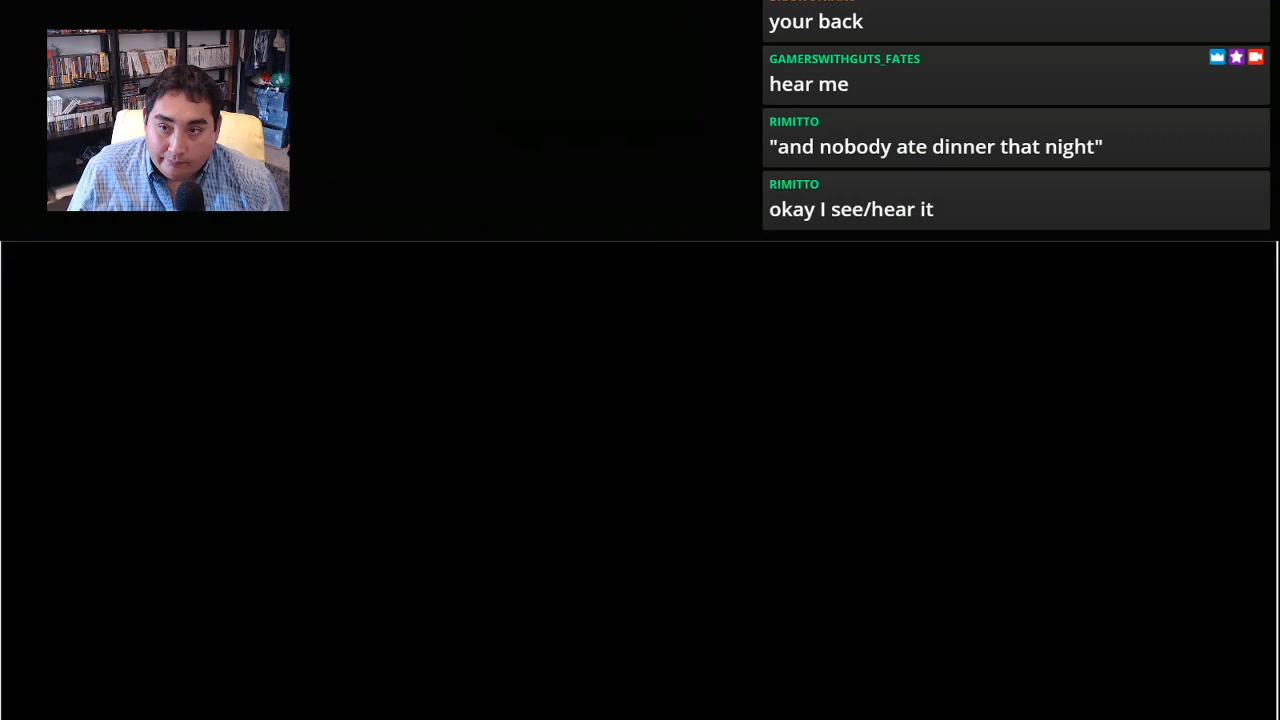 your back
GAMERSWITHGUTS_FATES
hear me
RIMITTO
"and nobody ate dinner that night"
RIMITTO
okay I see/hear it